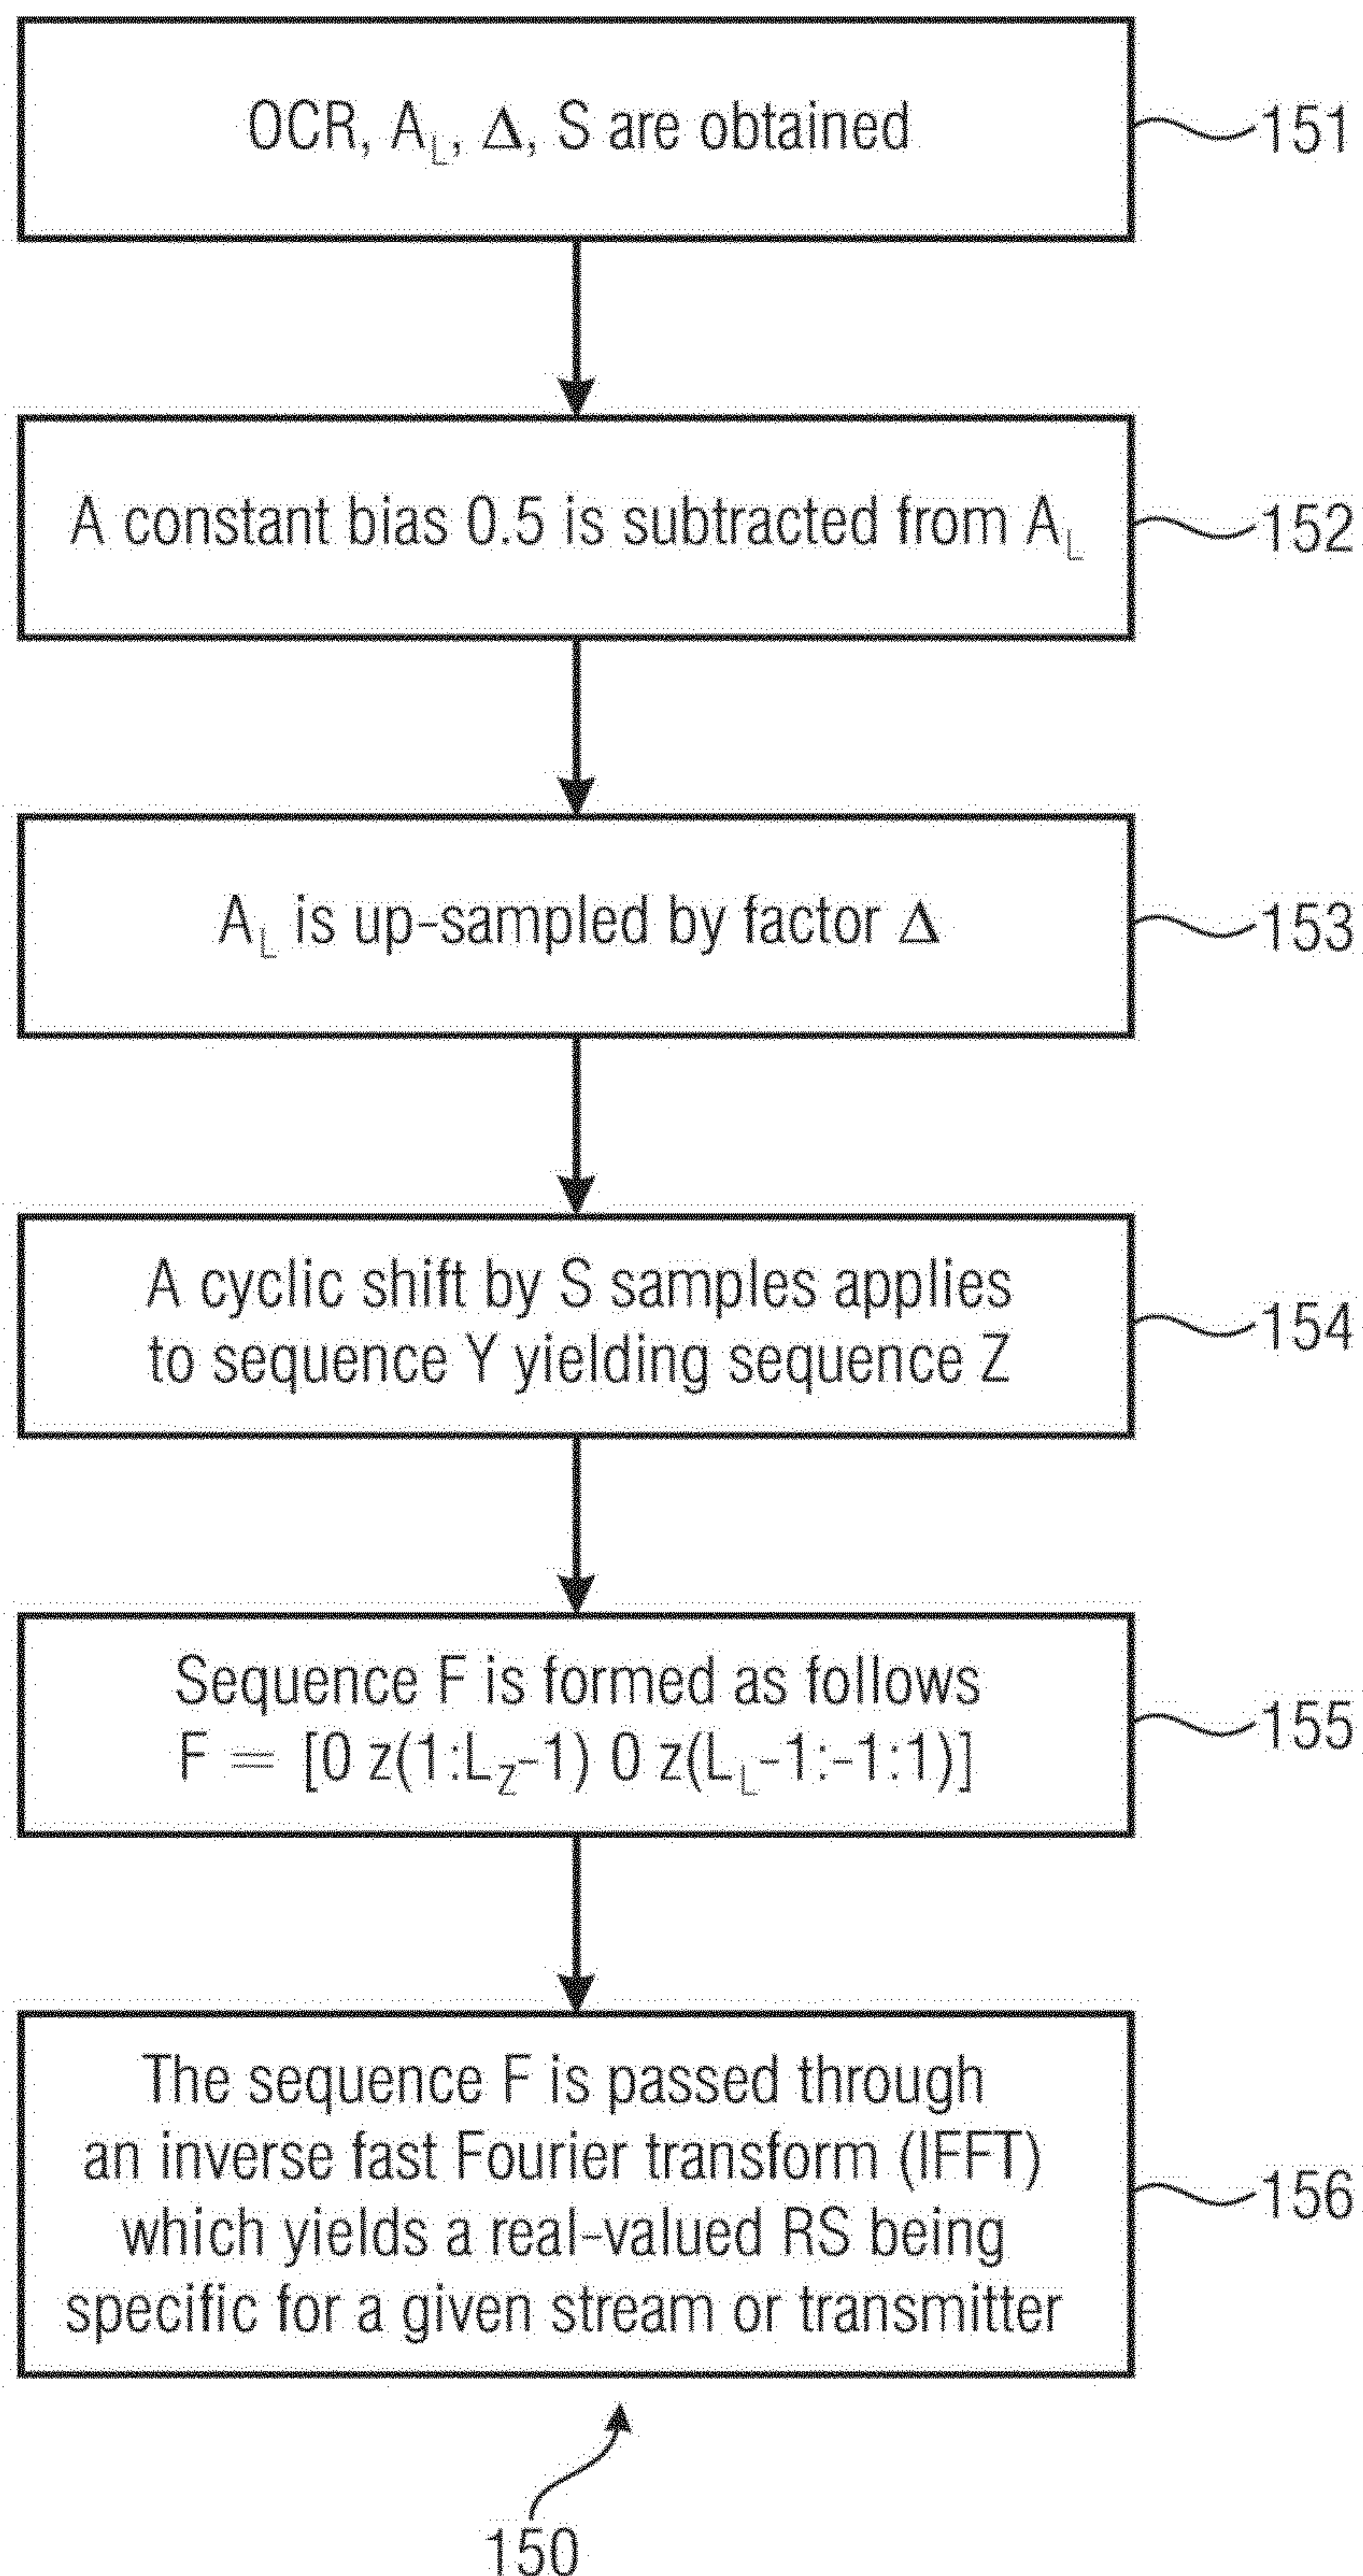 OCR, A_L, Δ, S are obtained
151
A constant bias 0.5 is subtracted from A_L
152
A_L is up-sampled by factor Δ
153
A cyclic shift by S samples applies
to sequence Y yielding sequence Z
154
Sequence F is formed as follows
F = [0 z(1:L_Z-1) 0 z(L_L-1:-1:1)]
155
The sequence F is passed through
an inverse fast Fourier transform (IFFT)
which yields a real-valued RS being
specific for a given stream or transmitter
156
150